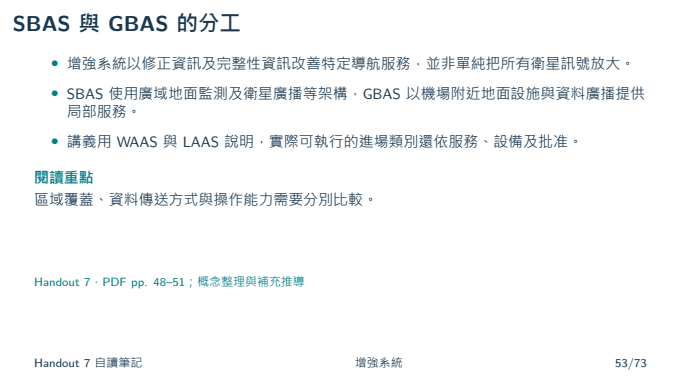 SBAS 與 GBAS 的分工
• 增強系統以修正資訊及完整性資訊改善特定導航服務，並非單純把所有衛星訊號放大。
• SBAS 使用廣域地面監測及衛星廣播等架構，GBAS 以機場附近地面設施與資料廣播提供
局部服務。
• 講義用 WAAS 與 LAAS 說明，實際可執行的進場類別還依服務、設備及批准。
閱讀重點
區域覆蓋、資料傳送方式與操作能力需要分別比較。
Handout 7 · PDF pp. 48–51；概念整理與補充推導
Handout 7 自讀筆記
增強系統
53/73